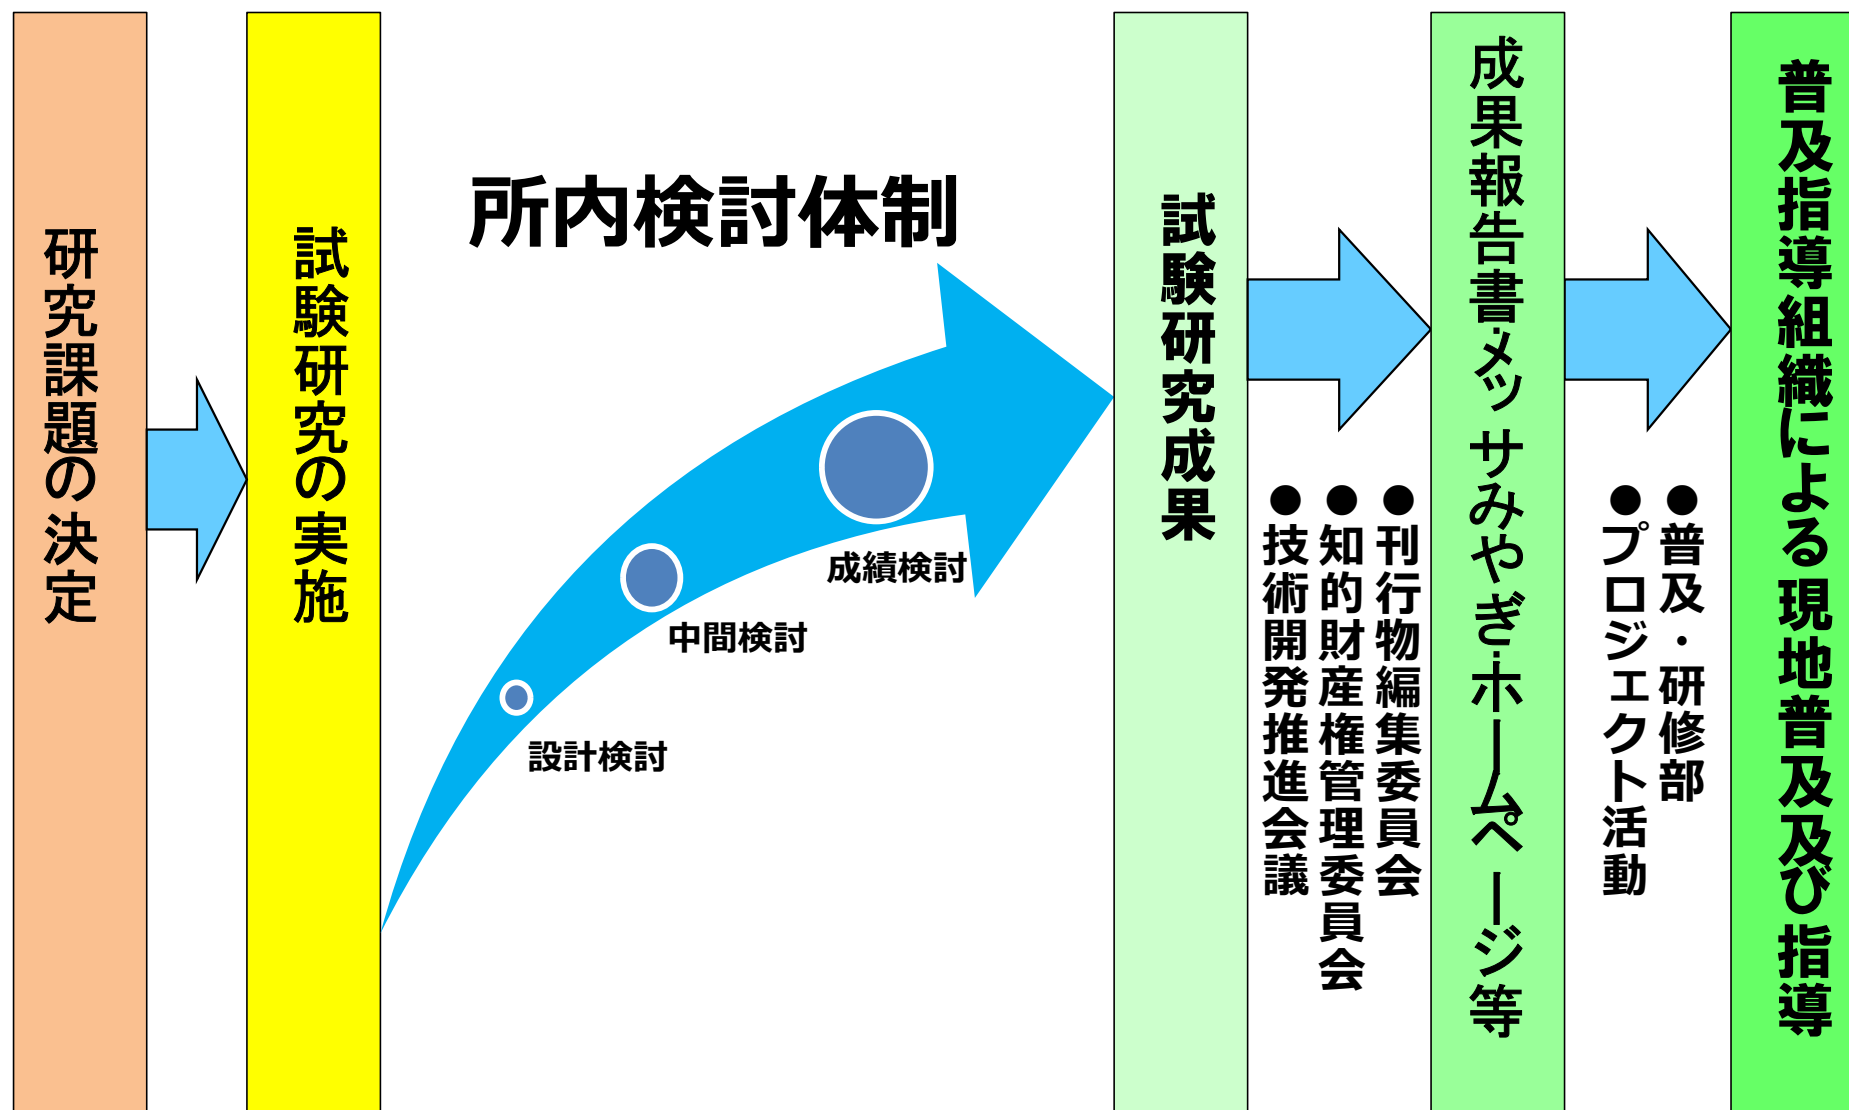 研究課題の決定
試験研究の実施
所内検討体制
設計検討
中間検討
成績検討
試験研究成果
●刊行物編集委員会
●知的財産権管理委員会
●技術開発推進会議
成果報告書・メッサみやぎ・ホームページ等
●普及・研修部
●プロジェクト活動
普及指導組織による現地普及及び指導